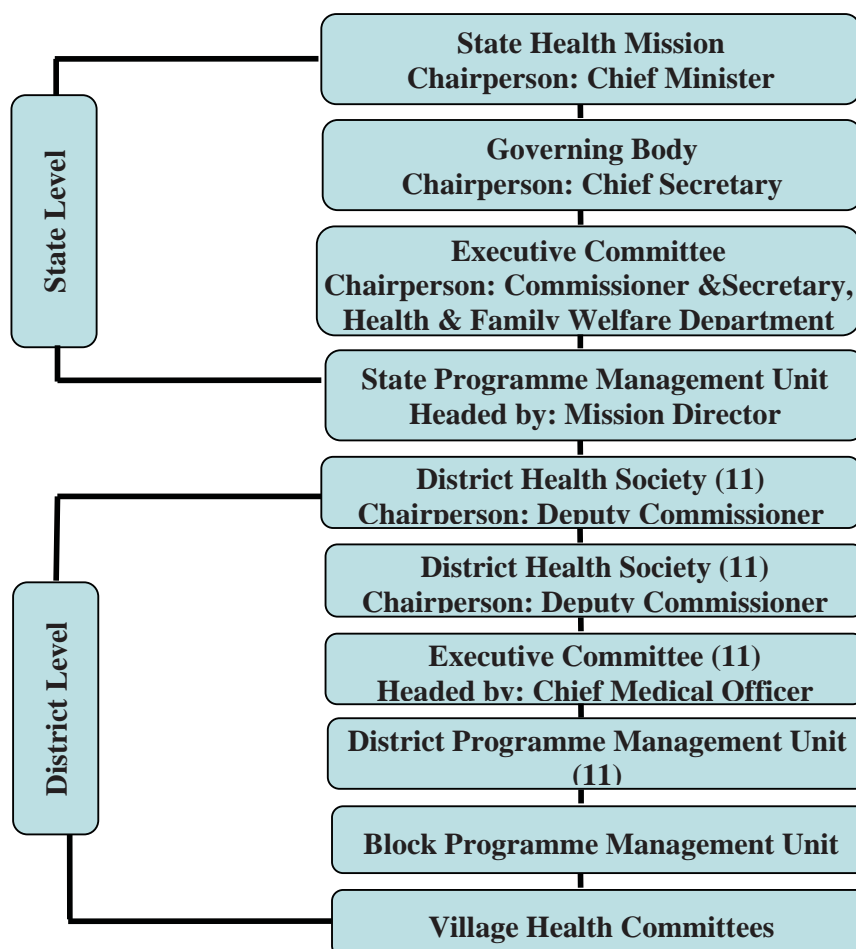 State Health Mission
Chairperson: Chief Minister
Governing Body
Chairperson: Chief Secretary
Executive Committee
Chairperson: Commissioner &Secretary,
Health & Family Welfare Department
State Programme Management Unit
Headed by: Mission Director
State Level
District Health Society (11)
Chairperson: Deputy Commissioner
District Health Society (11)
Chairperson: Deputy Commissioner
Executive Committee (11)
Headed by: Chief Medical Officer
District Programme Management Unit
(11)
Block Programme Management Unit
Village Health Committees
District Level